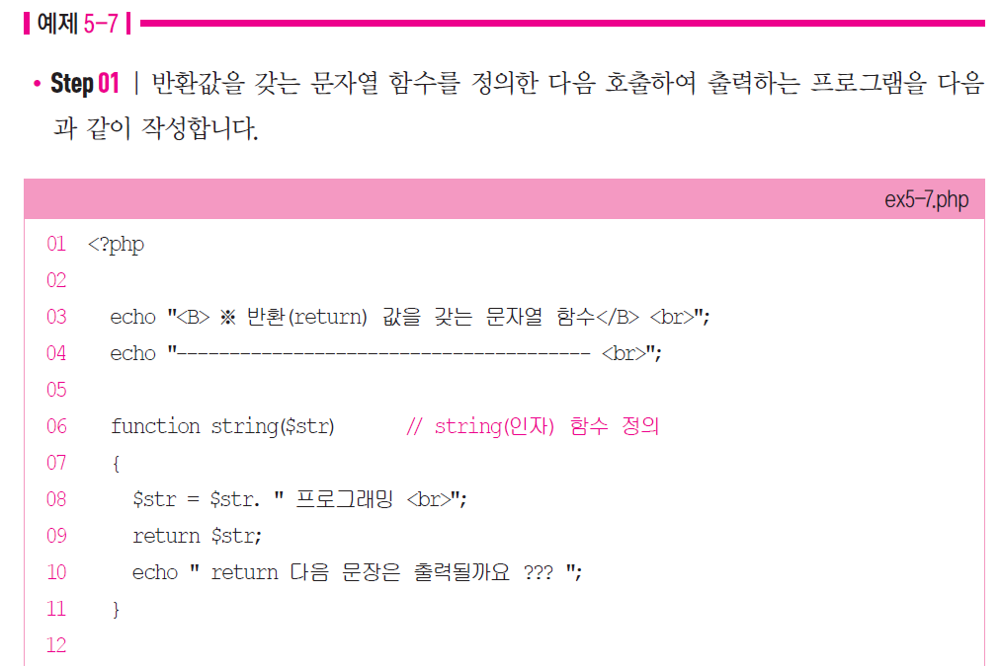 예제 5-7
• Step 01 | 반환값을 갖는 문자열 함수를 정의한 다음 호출하여 출력하는 프로그램을 다음
과 같이 작성합니다.
ex5-7.php
01 <?php
02
03 echo "<B> ※ 반환(return) 값을 갖는 문자열 함수</B> <br>";
04 echo "--------------------------------------- <br>";
05
06 function string($str) // string(인자) 함수 정의
07 {
08 $str = $str. " 프로그래밍 <br>";
09 return $str;
10 echo " return 다음 문장은 출력될까요 ??? ";
11 }
12